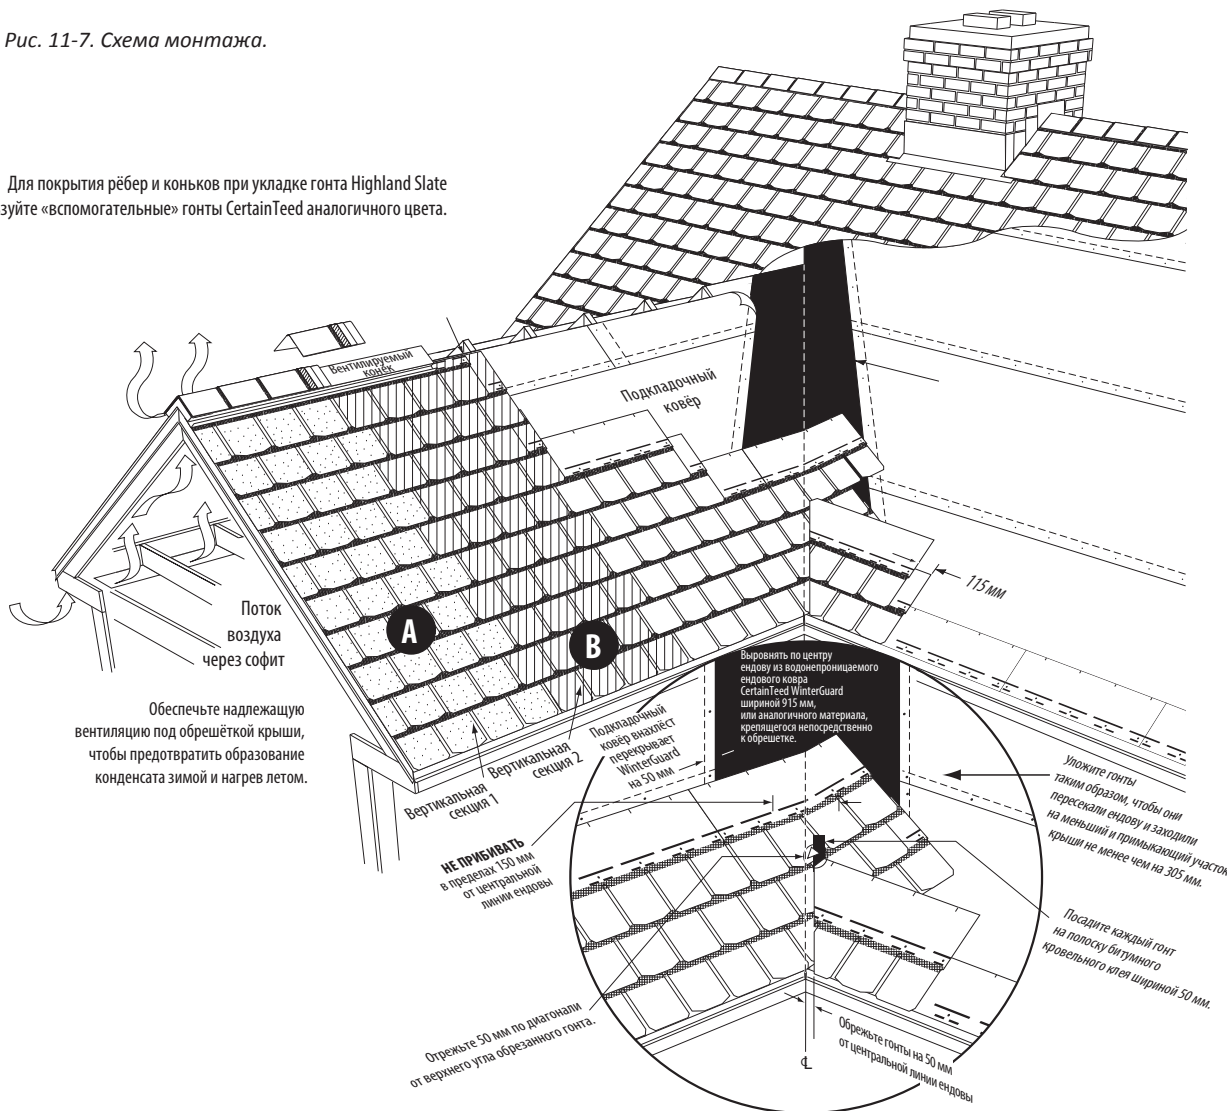 Рис. 11-7. Схема монтажа.
Для покрытия рёбер и коньков при укладке гонта Highland Slate
зуйте «вспомогательные» гонты CertainTeed аналогичного цвета.
Вентилируемый
конёк
Подкладочный
ковёр
115 мм
A
B
Поток
воздуха
через софит
Обеспечьте надлежащую
вентиляцию под обрешёткой крыши,
чтобы предотвратить образование
конденсата зимой и нагрев летом.
Вертикальная
секция 1
Вертикальная
секция 2
Подкладочный
ковёр внахлёст
перекрывает
WinterGuard
на 50 мм
Выровнять по центру
ендову из водонепроницаемого
ендового ковра
CertainTeed WinterGuard
шириной 915 мм,
или аналогичного материала,
крепящегося непосредственно
к обрешетке.
НЕ ПРИБИВАТЬ
в пределах 150 мм
от центральной
линии ендовы
Уложите гонты
таким образом, чтобы они
пересекали ендову и заходили
на меньший и примыкающий участок
крыши не менее чем на 305 мм.
Посадите каждый гонт
на полоску битумного
кровельного клея шириной 50 мм.
Отрежьте 50 мм по диагонали
от верхнего угла обрезанного гонта.
Обрежьте гонты на 50 мм
от центральной линии ендовы
℄